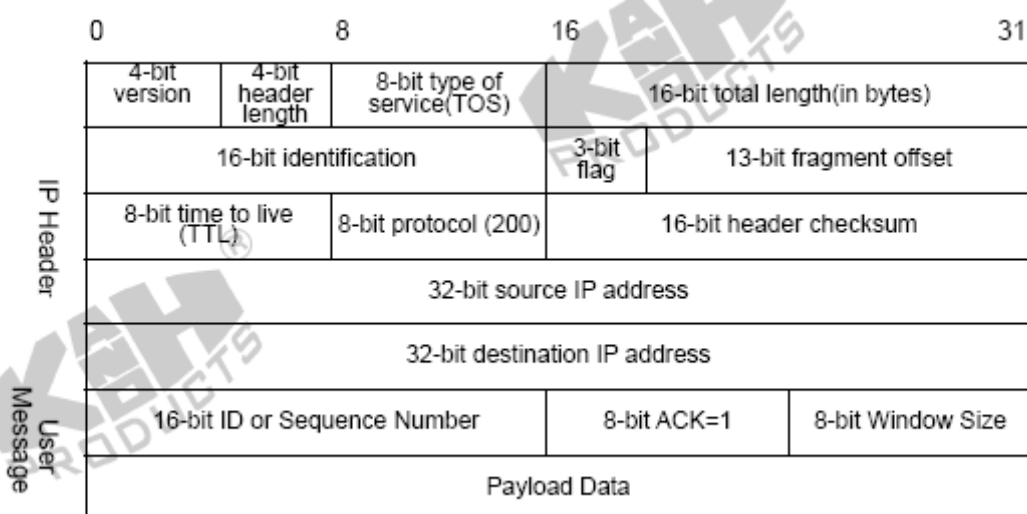 0 8 16 31
4-bit
version
4-bit
header
length
8-bit type of
service(TOS)
16-bit total length(in bytes)
16-bit identification
3-bit
flag
13-bit fragment offset
8-bit time to live
(TTL)
8-bit protocol (200)
16-bit header checksum
32-bit source IP address
32-bit destination IP address
IP Header
16-bit ID or Sequence Number
8-bit ACK=1
8-bit Window Size
Payload Data
User
Message
K&H
PRODUCTS
®
K&H
PRODUCTS